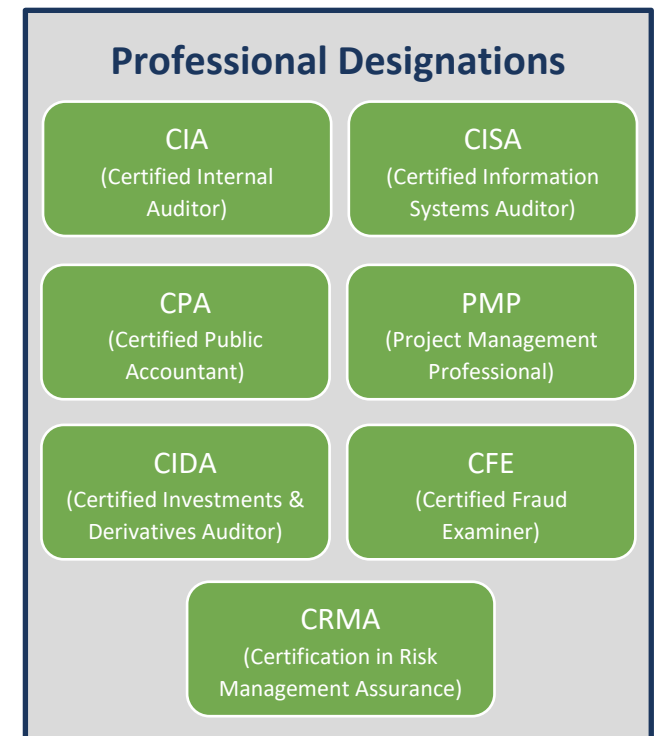 Professional Designations
CIA
(Certified Internal
Auditor)
CISA
(Certified Information
Systems Auditor)
CPA
(Certified Public
Accountant)
PMP
(Project Management
Professional)
CIDA
(Certified Investments &
Derivatives Auditor)
CFE
(Certified Fraud
Examiner)
CRMA
(Certification in Risk
Management Assurance)